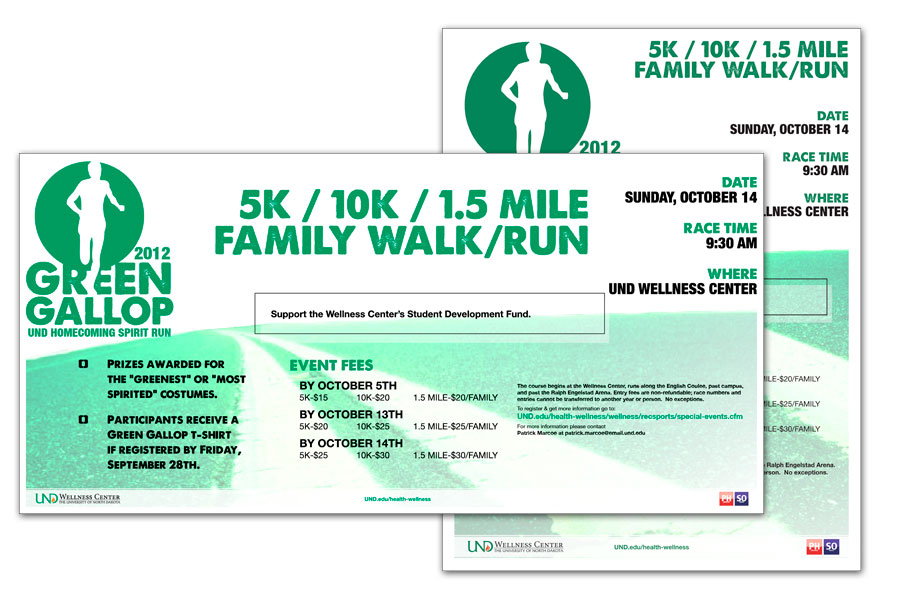 5K / 10K / 1.5 MILE
FAMILY WALK/RUN
DATE
SUNDAY, OCTOBER 14
RACE TIME
9:30 AM
WHERE
WELLNESS CENTER
2012
MILE-$20/FAMILY
MILE-$25/FAMILY
MILE-$30/FAMILY
Ralph Engelstad Arena.
person. No exceptions.
UND WELLNESS CENTER
THE UNIVERSITY OF NORTH DAKOTA
UND.edu/health-wellness
PH SO
2012
GREEN
GALLOP
UND HOMECOMING SPIRIT RUN
5K / 10K / 1.5 MILE
FAMILY WALK/RUN
DATE
SUNDAY, OCTOBER 14
RACE TIME
9:30 AM
WHERE
UND WELLNESS CENTER
Support the Wellness Center's Student Development Fund.
PRIZES AWARDED FOR
THE "GREENEST" OR "MOST
SPIRITED" COSTUMES.
PARTICIPANTS RECEIVE A
GREEN GALLOP T-SHIRT
IF REGISTERED BY FRIDAY,
SEPTEMBER 28TH.
EVENT FEES
BY OCTOBER 5TH
5K-$15 10K-$20 1.5 MILE-$20/FAMILY
BY OCTOBER 13TH
5K-$20 10K-$25 1.5 MILE-$25/FAMILY
BY OCTOBER 14TH
5K-$25 10K-$30 1.5 MILE-$30/FAMILY
The course begins at the Wellness Center, runs along the English Coulee, past campus,
and past the Ralph Engelstad Arena. Entry fees are non-refundable; race numbers and
entries cannot be transferred to another year or person. No exceptions.
To register & get more information go to:
UND.edu/health-wellness/wellness/recsports/special-events.cfm
For more information please contact
Patrick Marcoe at patrick.marcoe@email.und.edu
UND WELLNESS CENTER
THE UNIVERSITY OF NORTH DAKOTA
UND.edu/health-wellness
PH SO